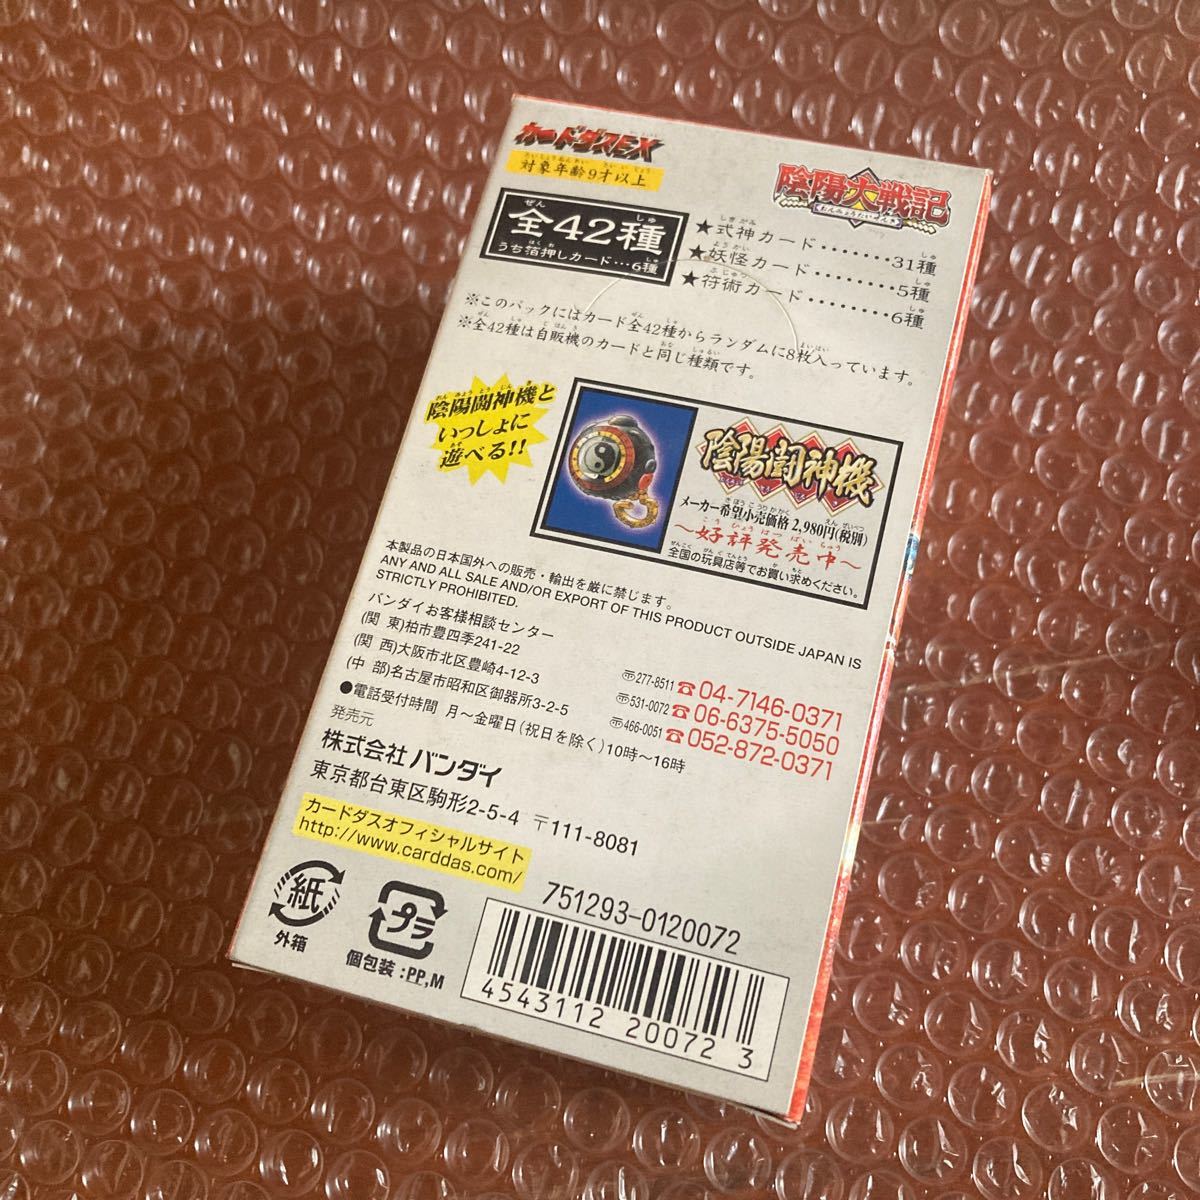 カードダスEX
対象年齢9才以上
陰陽大戦記
おんみょうたいせんき
全42種
うち箔押しカード…6種
★式神カード………31種
★妖怪カード………5種
★符術カード………6種
※このパックにはカード全42種からランダムに8枚入っています。
※全42種は自販機のカードと同じ種類です。
陰陽闘神機と
いっしょに
遊べる!!
陰陽闘神機
メーカー希望小売価格 2,980円(税別)
～好評発売中～
全国の玩具店等でお買い求めください。
本製品の日本国外への販売・輸出を厳に禁じます。
ANY AND ALL SALE AND/OR EXPORT OF THIS PRODUCT OUTSIDE JAPAN IS
STRICTLY PROHIBITED.
バンダイお客様相談センター
(関 東)柏市豊四季241-22 〒277-8511 ☎04-7146-0371
(関 西)大阪市北区豊崎4-12-3 〒531-0072 ☎06-6375-5050
(中 部)名古屋市昭和区御器所3-2-5 〒466-0051 ☎052-872-0371
●電話受付時間 月～金曜日(祝日を除く)10時～16時
発売元
株式会社 バンダイ
東京都台東区駒形2-5-4 〒111-8081
カードダスオフィシャルサイト
http://www.carddas.com/
紙
外箱
プラ
個包装:PP,M
751293-0120072
4543112 200723